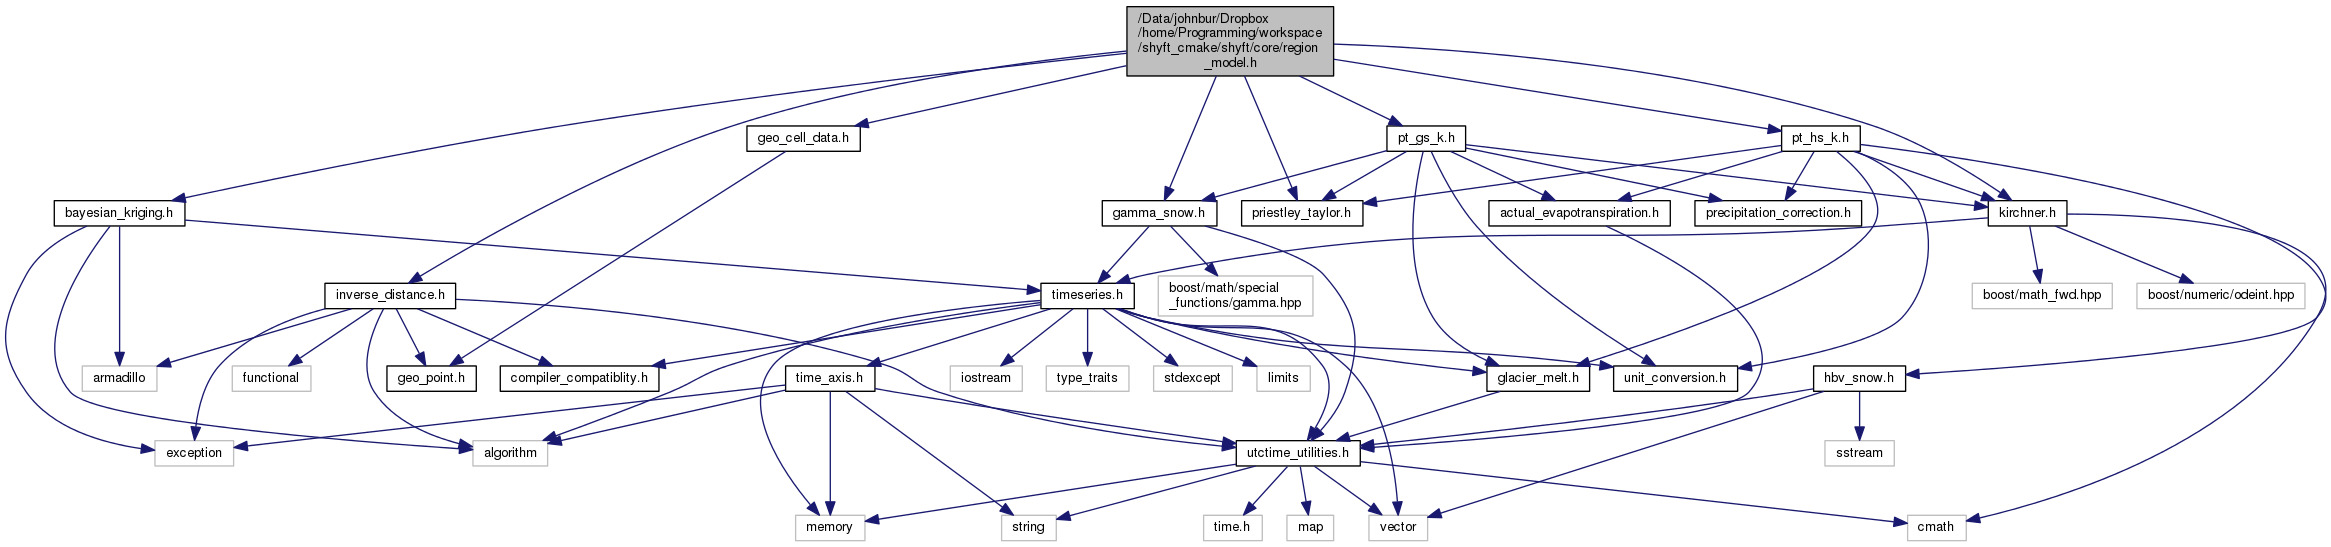 /Data/johnbur/Dropbox
/home/Programming/workspace
/shyft_cmake/shyft/core/region
_model.h
geo_cell_data.h
pt_gs_k.h
pt_hs_k.h
bayesian_kriging.h
gamma_snow.h
priestley_taylor.h
actual_evapotranspiration.h
precipitation_correction.h
kirchner.h
inverse_distance.h
timeseries.h
boost/math/special
_functions/gamma.hpp
boost/math_fwd.hpp
boost/numeric/odeint.hpp
armadillo
functional
geo_point.h
compiler_compatiblity.h
time_axis.h
iostream
type_traits
stdexcept
limits
glacier_melt.h
unit_conversion.h
hbv_snow.h
exception
algorithm
utctime_utilities.h
sstream
memory
string
time.h
map
vector
cmath